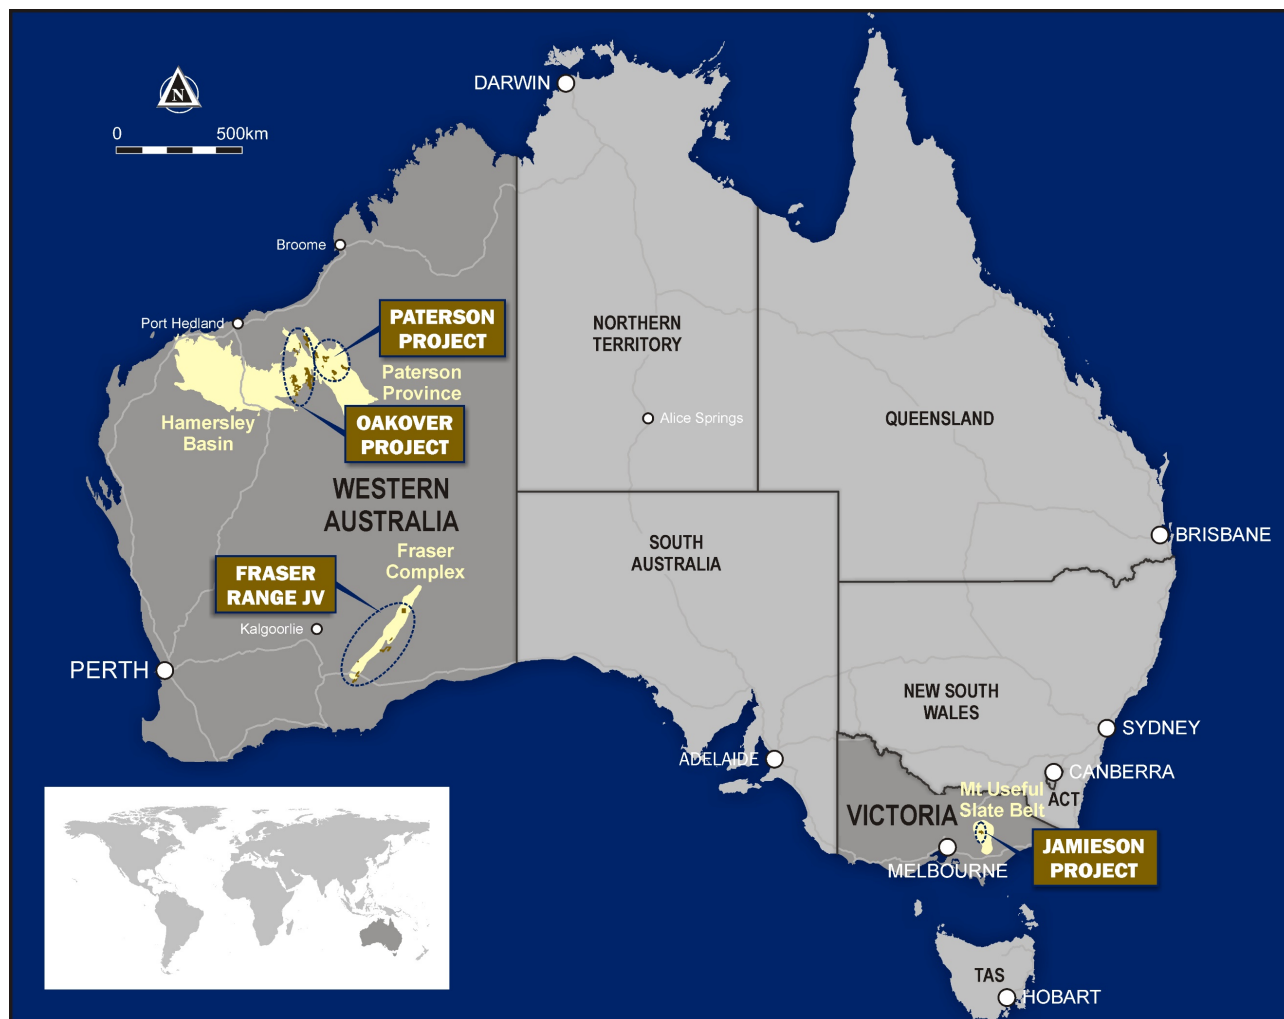 N
0 500km
DARWIN
Broome
Port Hedland
PATERSON
PROJECT
Paterson
Province
Hamersley
Basin
OAKOVER
PROJECT
NORTHERN
TERRITORY
Alice Springs
QUEENSLAND
WESTERN
AUSTRALIA
SOUTH
AUSTRALIA
BRISBANE
Fraser
Complex
FRASER
RANGE JV
Kalgoorlie
PERTH
NEW SOUTH
WALES
SYDNEY
ADELAIDE
CANBERRA
ACT
Mt Useful
Slate Belt
VICTORIA
JAMIESON
PROJECT
MELBOURNE
TAS
HOBART